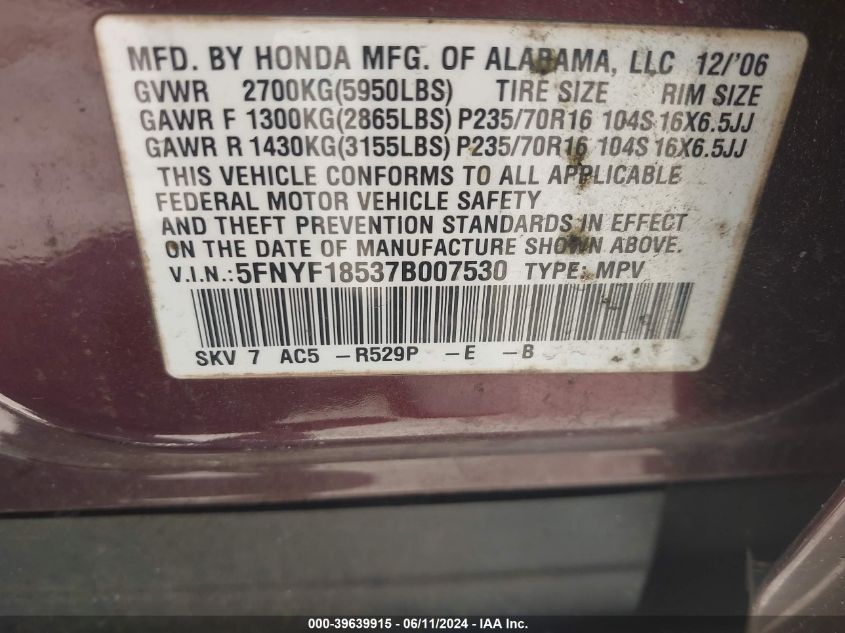 MFD. BY HONDA MFG. OF ALABAMA, LLC 12/'06
GVWR 2700KG(5950LBS) TIRE SIZE RIM SIZE
GAWR F 1300KG(2865LBS) P235/70R16 104S 16X6.5JJ
GAWR R 1430KG(3155LBS) P235/70R16 104S 16X6.5JJ
THIS VEHICLE CONFORMS TO ALL APPLICABLE
FEDERAL MOTOR VEHICLE SAFETY
AND THEFT PREVENTION STANDARDS IN EFFECT
ON THE DATE OF MANUFACTURE SHOWN ABOVE.
V.I.N.: 5FNYF18537B007530 TYPE: MPV
SKV 7 AC5 -R529P -E -B
000-39639915 - 06/11/2024 - IAA Inc.